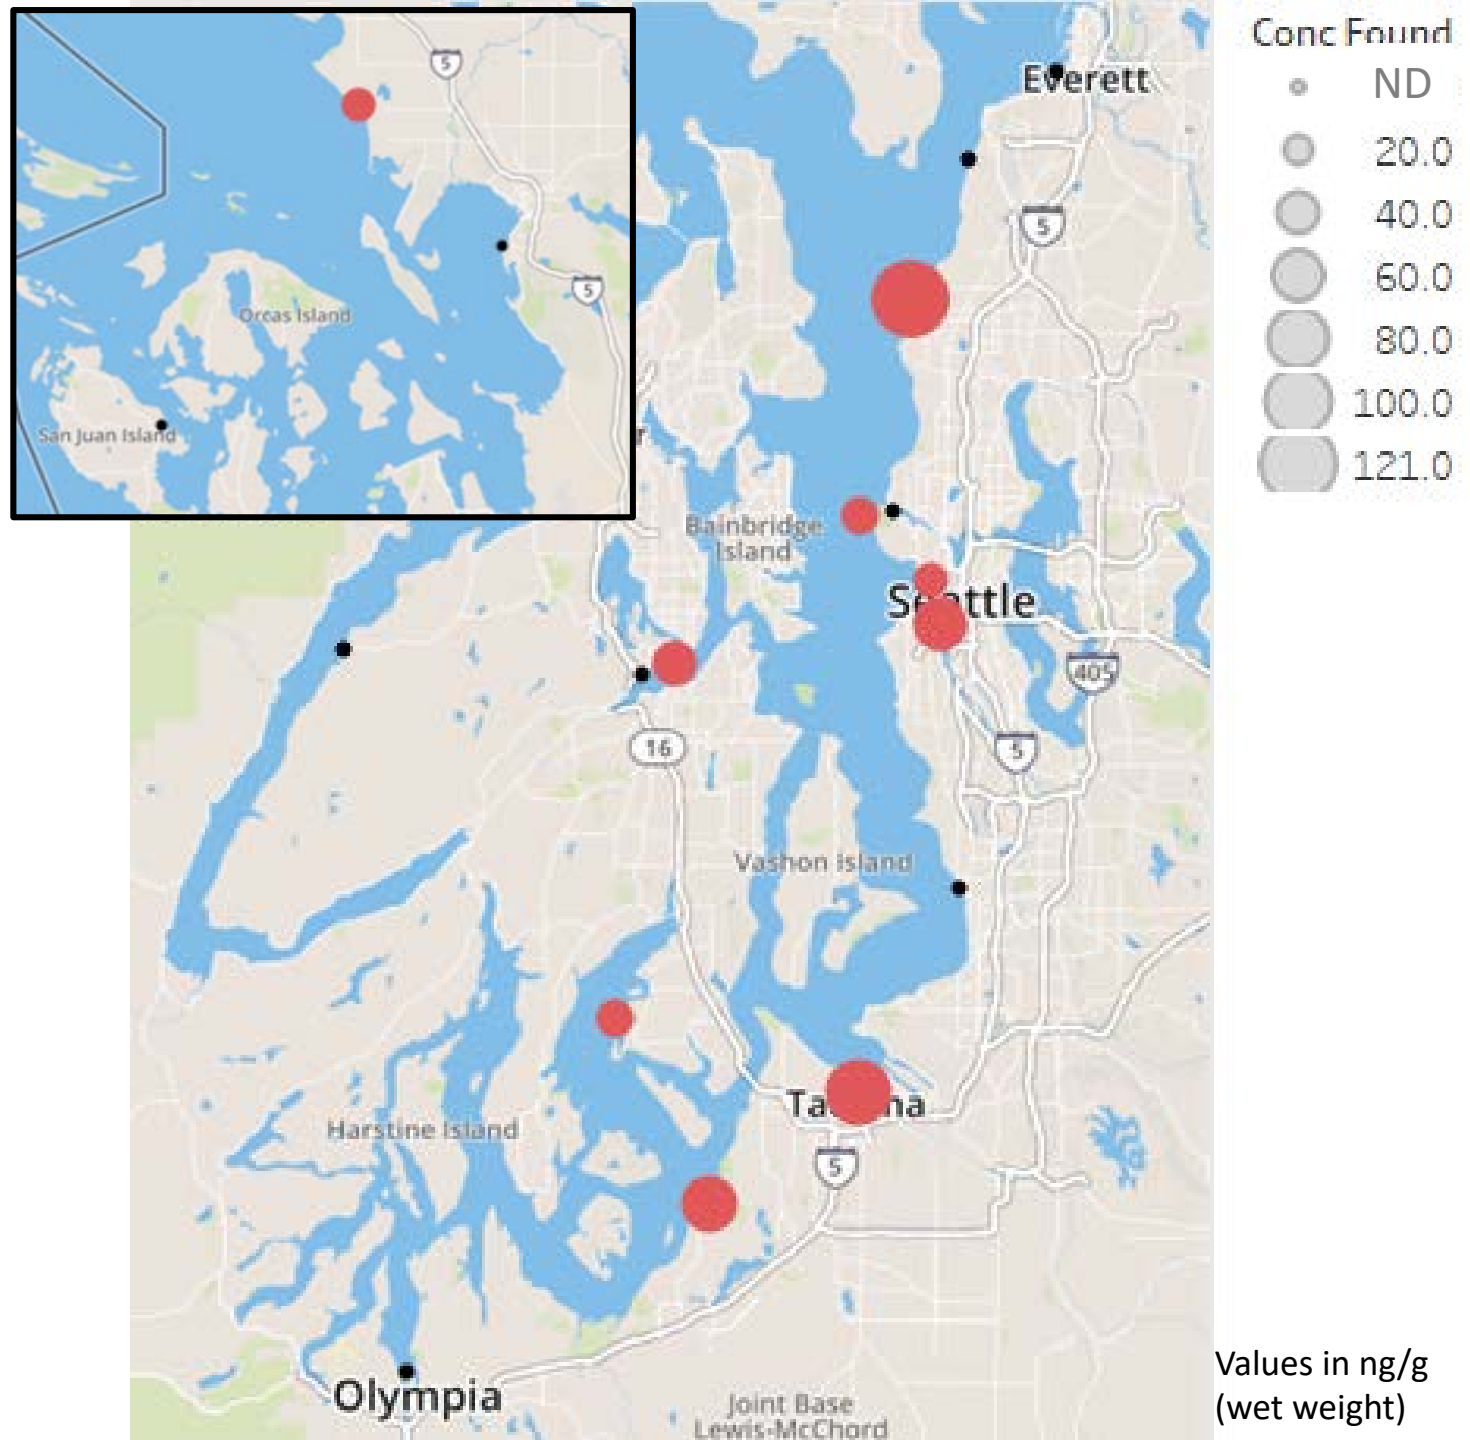 Conc Found
ND
20.0
40.0
60.0
80.0
100.0
121.0
5
5
Orcas Island
San Juan Island
Everett
5
r
Bainbridge
Island
Seattle
405
16
5
Vashon Island
Harstine Island
Tacoma
5
Olympia
Joint Base
Lewis-McChord
Values in ng/g
(wet weight)